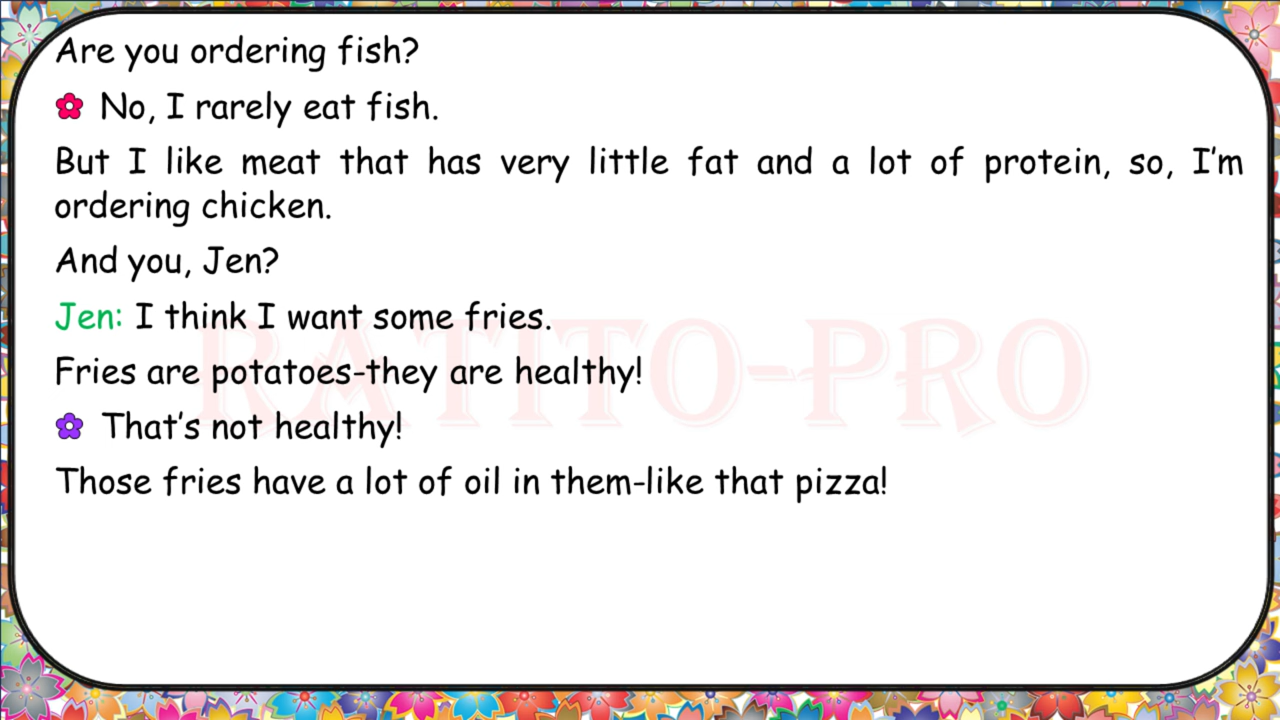 Are you ordering fish?
No, I rarely eat fish.
But I like meat that has very little fat and a lot of protein, so, I'm
ordering chicken.
And you, Jen?
Jen: I think I want some fries.
Fries are potatoes-they are healthy!
That's not healthy!
Those fries have a lot of oil in them-like that pizza!
RATITO-PRO